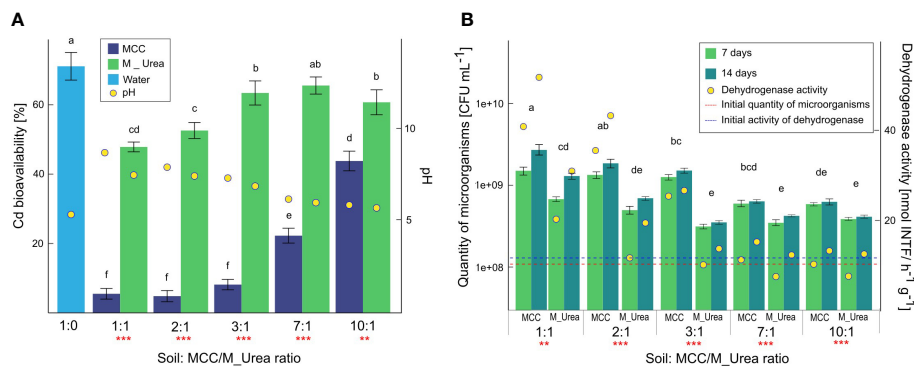 A
Cd bioavailability [%]
60
40
20
a
cd
c
b
ab
b
f
f
f
e
d
MCC
M_Urea
Water
pH
10
5
pH
1:0
1:1
2:1
3:1
7:1
10:1
***
***
***
***
**
Soil: MCC/M_Urea ratio
B
Quantity of microorganisms [CFU mL⁻¹]
1e+10
1e+09
1e+08
a
cd
ab
de
bc
e
bcd
e
de
e
7 days
14 days
Dehydrogenase activity
Initial quantity of microorganisms
Initial activity of dehydrogenase
40
20
Dehydrogenase activity [nmol INTF/ h⁻¹ g⁻¹]
MCC M_Urea MCC M_Urea MCC M_Urea MCC M_Urea MCC M_Urea
1:1
2:1
3:1
7:1
10:1
**
***
***
***
***
Soil: MCC/M_Urea ratio